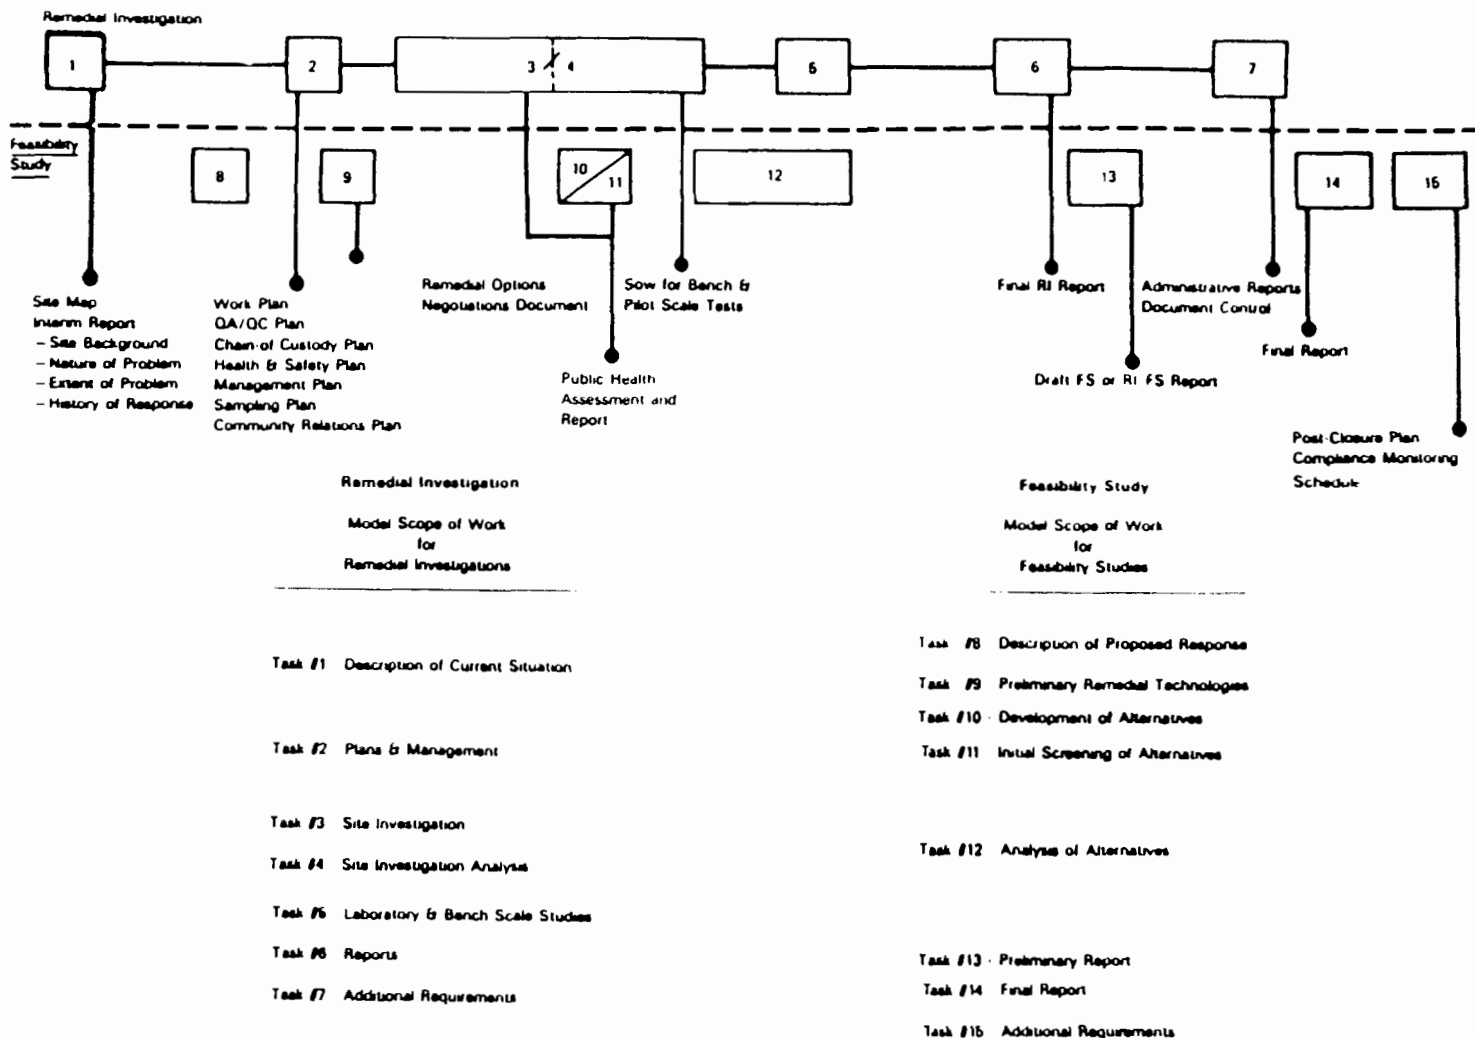 Remedial Investigation
1
2
3
4
5
6
7
Feasibility
Study
8
9
10
11
12
13
14
15
Site Map
Interim Report
– Site Background
– Nature of Problem
– Extent of Problem
– History of Response
Work Plan
QA/QC Plan
Chain-of Custody Plan
Health & Safety Plan
Management Plan
Sampling Plan
Community Relations Plan
Remedial Options
Negotiations Document
Sow for Bench &
Pilot Scale Tests
Public Health
Assessment and
Report
Final RI Report
Administrative Reports
Document Control
Draft FS or RI FS Report
Final Report
Post-Closure Plan
Compliance Monitoring
Schedule
Remedial Investigation
Model Scope of Work
for
Remedial Investigations
Task #1 Description of Current Situation
Task #2 Plans & Management
Task #3 Site Investigation
Task #4 Site Investigation Analysis
Task #5 Laboratory & Bench Scale Studies
Task #6 Reports
Task #7 Additional Requirements
Feasibility Study
Model Scope of Work
for
Feasibility Studies
Task #8 Description of Proposed Response
Task #9 Preliminary Remedial Technologies
Task #10 · Development of Alternatives
Task #11 Initial Screening of Alternatives
Task #12 Analysis of Alternatives
Task #13 · Preliminary Report
Task #14 Final Report
Task #15 Additional Requirements